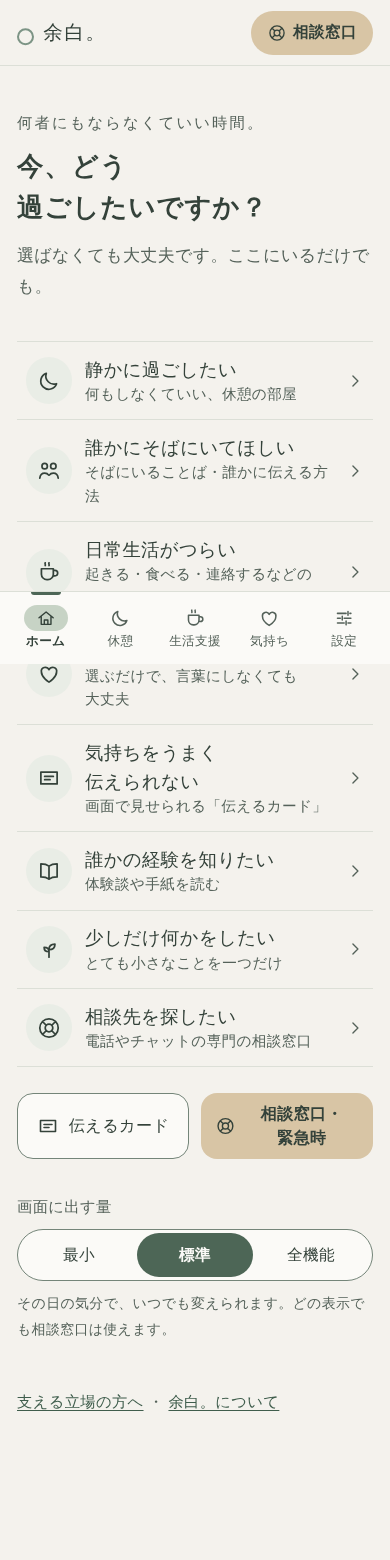 余白。
相談窓口
何者にもならなくていい時間。
今、どう
過ごしたいですか？
選ばなくても大丈夫です。ここにいるだけで
も。
静かに過ごしたい
何もしなくていい、休憩の部屋
誰かにそばにいてほしい
そばにいることば・誰かに伝える方
法
日常生活がつらい
起きる・食べる・連絡するなどの
ホーム
休憩
生活支援
気持ち
設定
選ぶだけで、言葉にしなくても
大丈夫
気持ちをうまく
伝えられない
画面で見せられる「伝えるカード」
誰かの経験を知りたい
体験談や手紙を読む
少しだけ何かをしたい
とても小さなことを一つだけ
相談先を探したい
電話やチャットの専門の相談窓口
伝えるカード
相談窓口・
緊急時
画面に出す量
最小
標準
全機能
その日の気分で、いつでも変えられます。どの表示で
も相談窓口は使えます。
支える立場の方へ ・ 余白。について